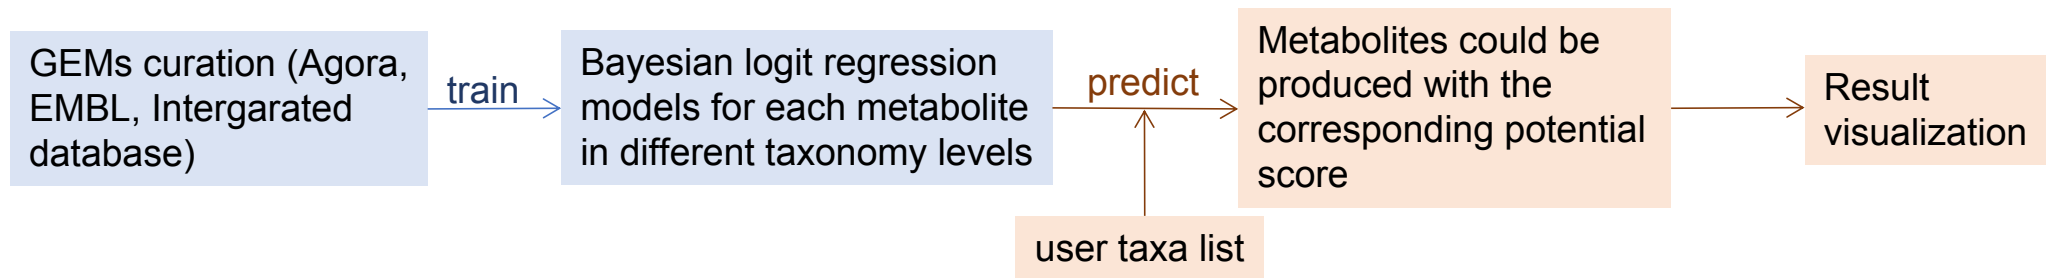 GEMs curation (Agora,
EMBL, Intergarated
database)
train
Bayesian logit regression
models for each metabolite
in different taxonomy levels
predict
user taxa list
Metabolites could be
produced with the
corresponding potential
score
Result
visualization